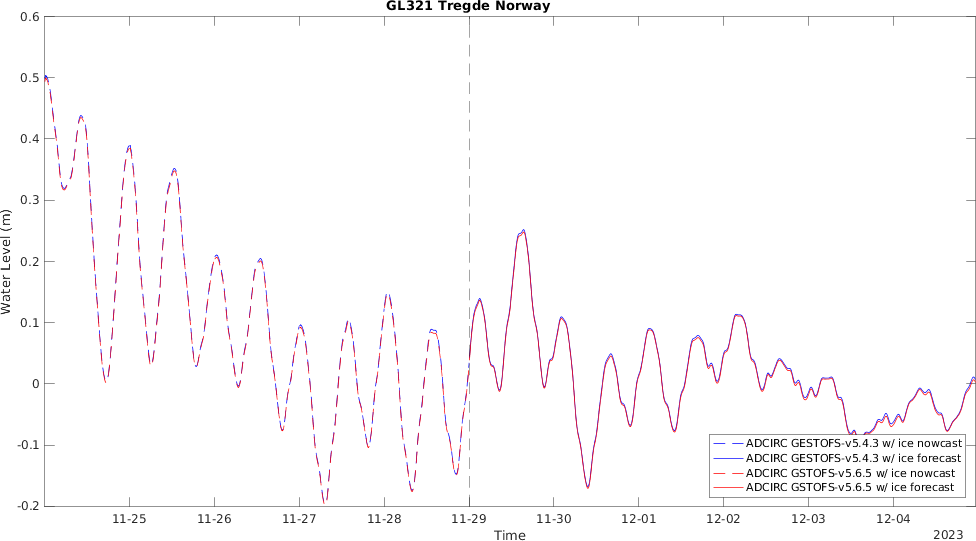 GL321 Tregde Norway
0.6
0.5
0.4
0.3
0.2
0.1
0
-0.1
-0.2
Water Level (m)
ADCIRC GESTOFS-v5.4.3 w/ ice nowcast
ADCIRC GESTOFS-v5.4.3 w/ ice forecast
ADCIRC GSTOFS-v5.6.5 w/ ice nowcast
ADCIRC GSTOFS-v5.6.5 w/ ice forecast
11-25 11-26 11-27 11-28 11-29 11-30 12-01 12-02 12-03 12-04
Time
2023